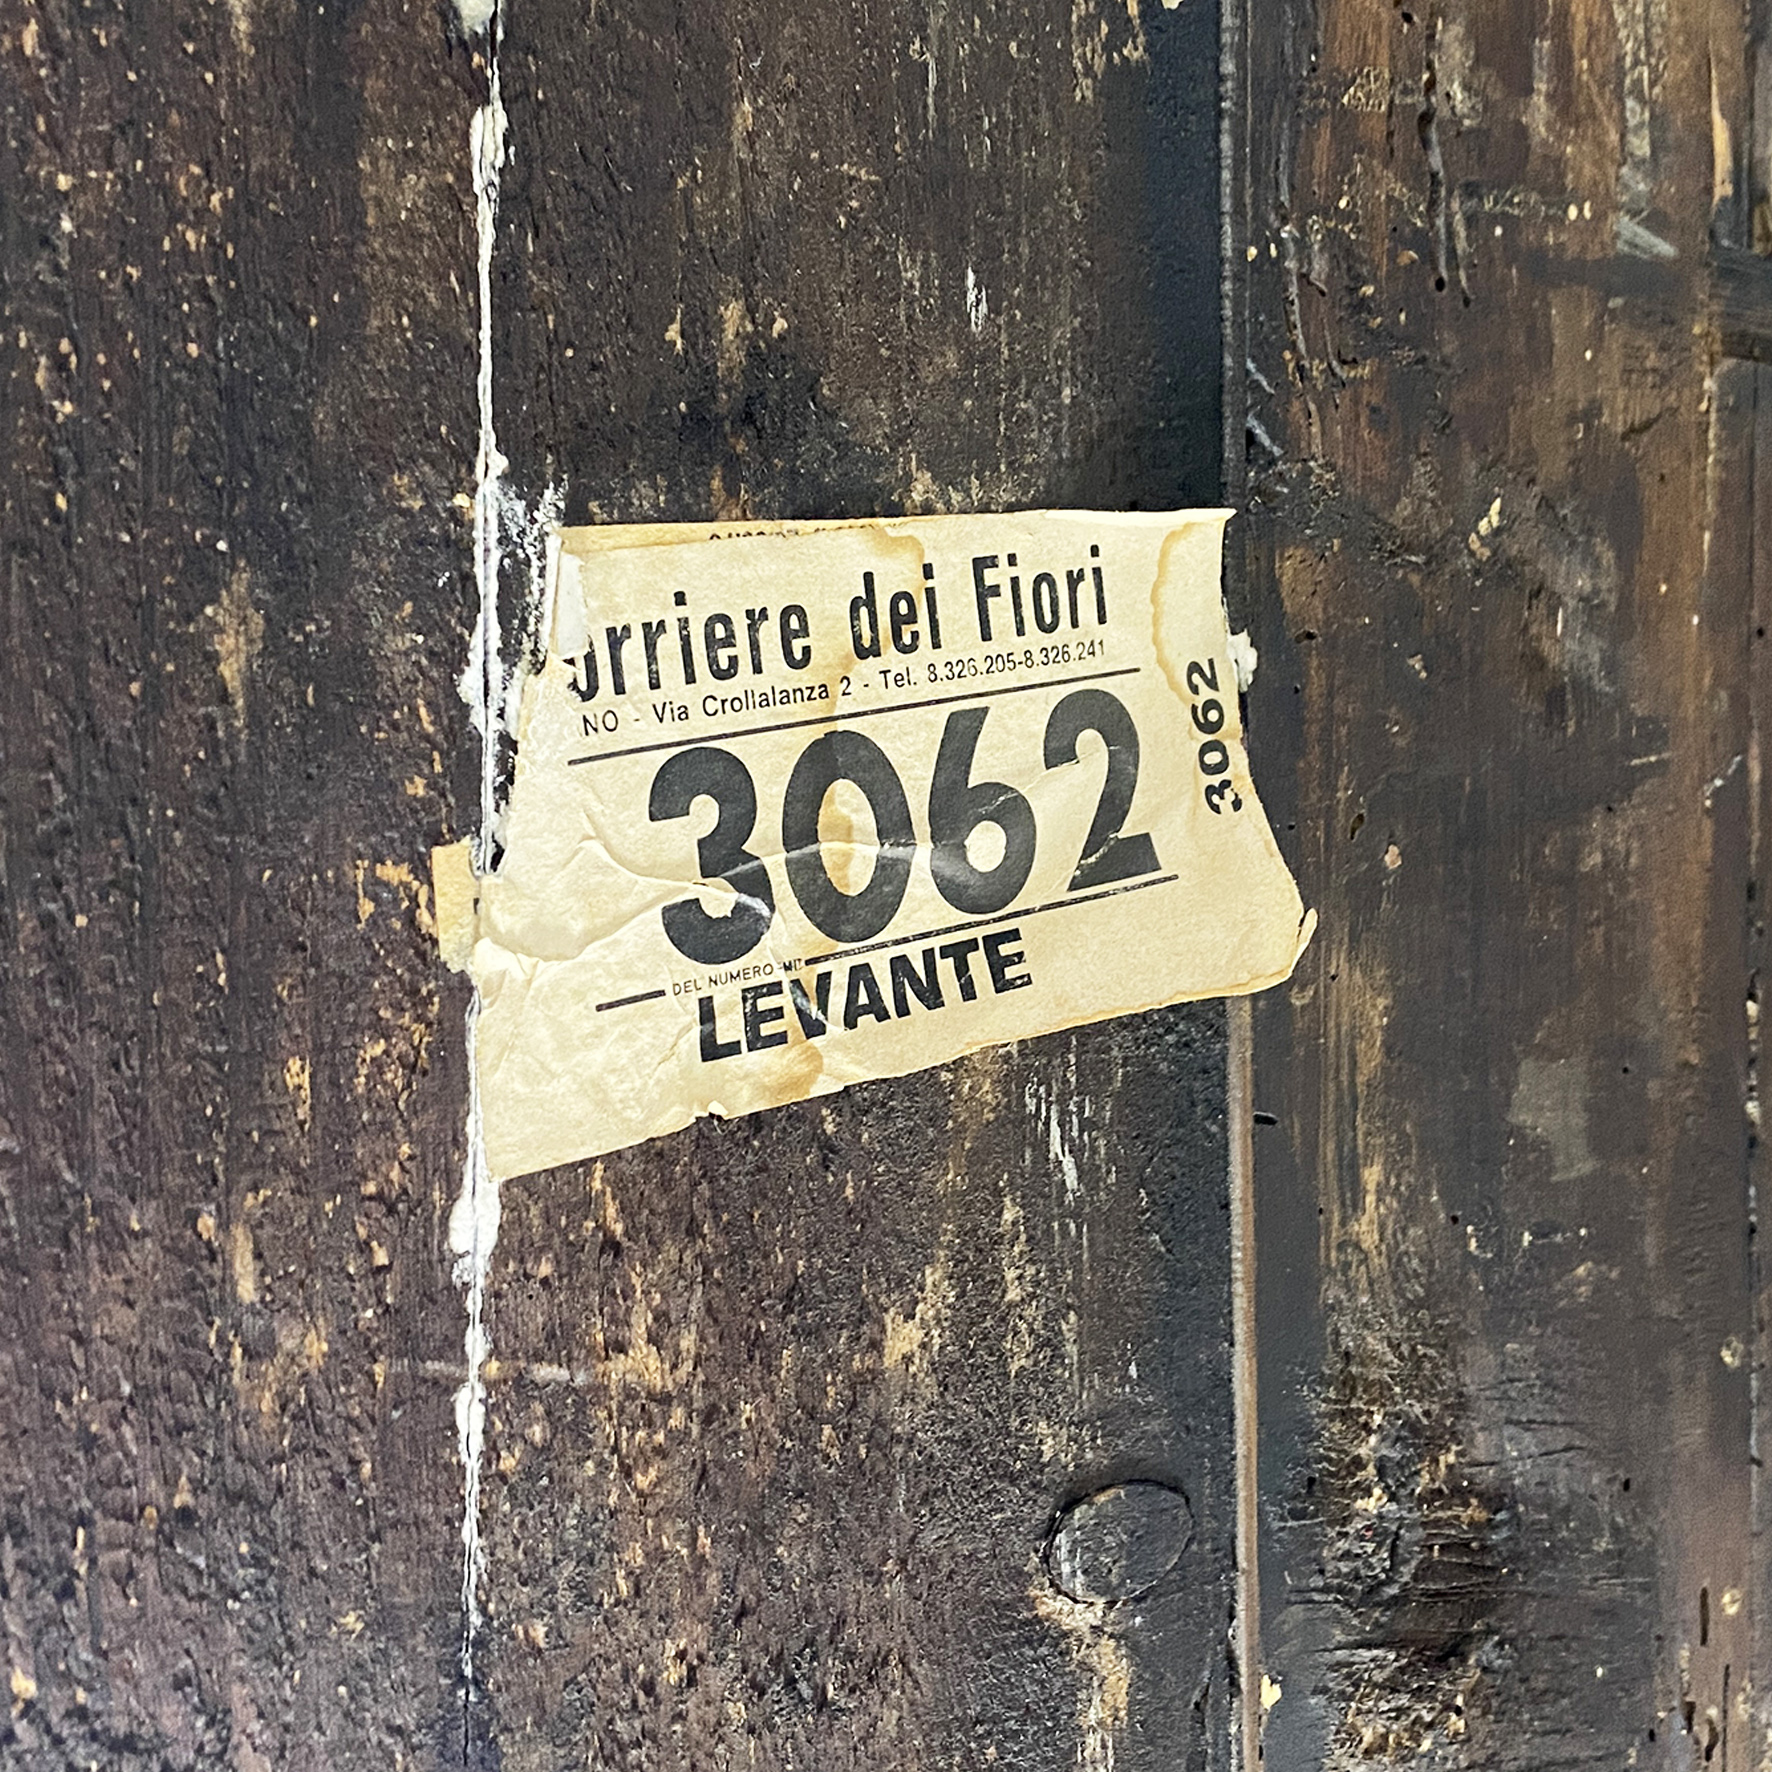 orriere dei Fiori
NO - Via Crollalanza 2 - Tel. 8.326.205-8.326.241
3062
3062
DEL NUMERO
LEVANTE